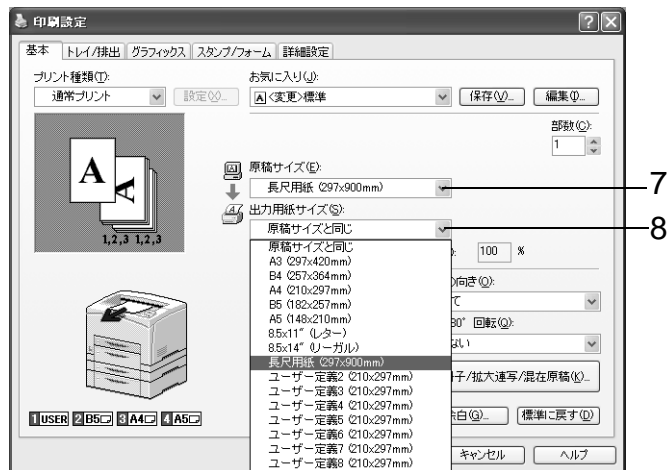 印刷設定
基本 トレイ/排出 グラフィックス スタンプ/フォーム 詳細設定
プリント種類(T):
通常プリント
設定(X)...
お気に入り(J):
A <変更>標準
保存(V)...
編集(I)...
部数(C):
1
A
A
1,2,3 1,2,3
原稿サイズ(E):
長尺用紙 (297x900mm)
7
出力用紙サイズ(S):
原稿サイズと同じ
8
原稿サイズと同じ
A3 (297x420mm)
B4 (257x364mm)
A4 (210x297mm)
B5 (182x257mm)
A5 (148x210mm)
8.5x11" (レター)
8.5x14" (リーガル)
長尺用紙 (297x900mm)
ユーザー定義2 (210x297mm)
ユーザー定義3 (210x297mm)
ユーザー定義4 (210x297mm)
ユーザー定義5 (210x297mm)
ユーザー定義6 (210x297mm)
ユーザー定義7 (210x297mm)
ユーザー定義8 (210x297mm)
): 100 %
の向き(O):
て
80° 回転(Q):
ない
子/拡大連写/混在原稿(K)...
余白(G)...
標準に戻す(D)
1 USER 2 B5 3 A4 4 A5
キャンセル
ヘルプ